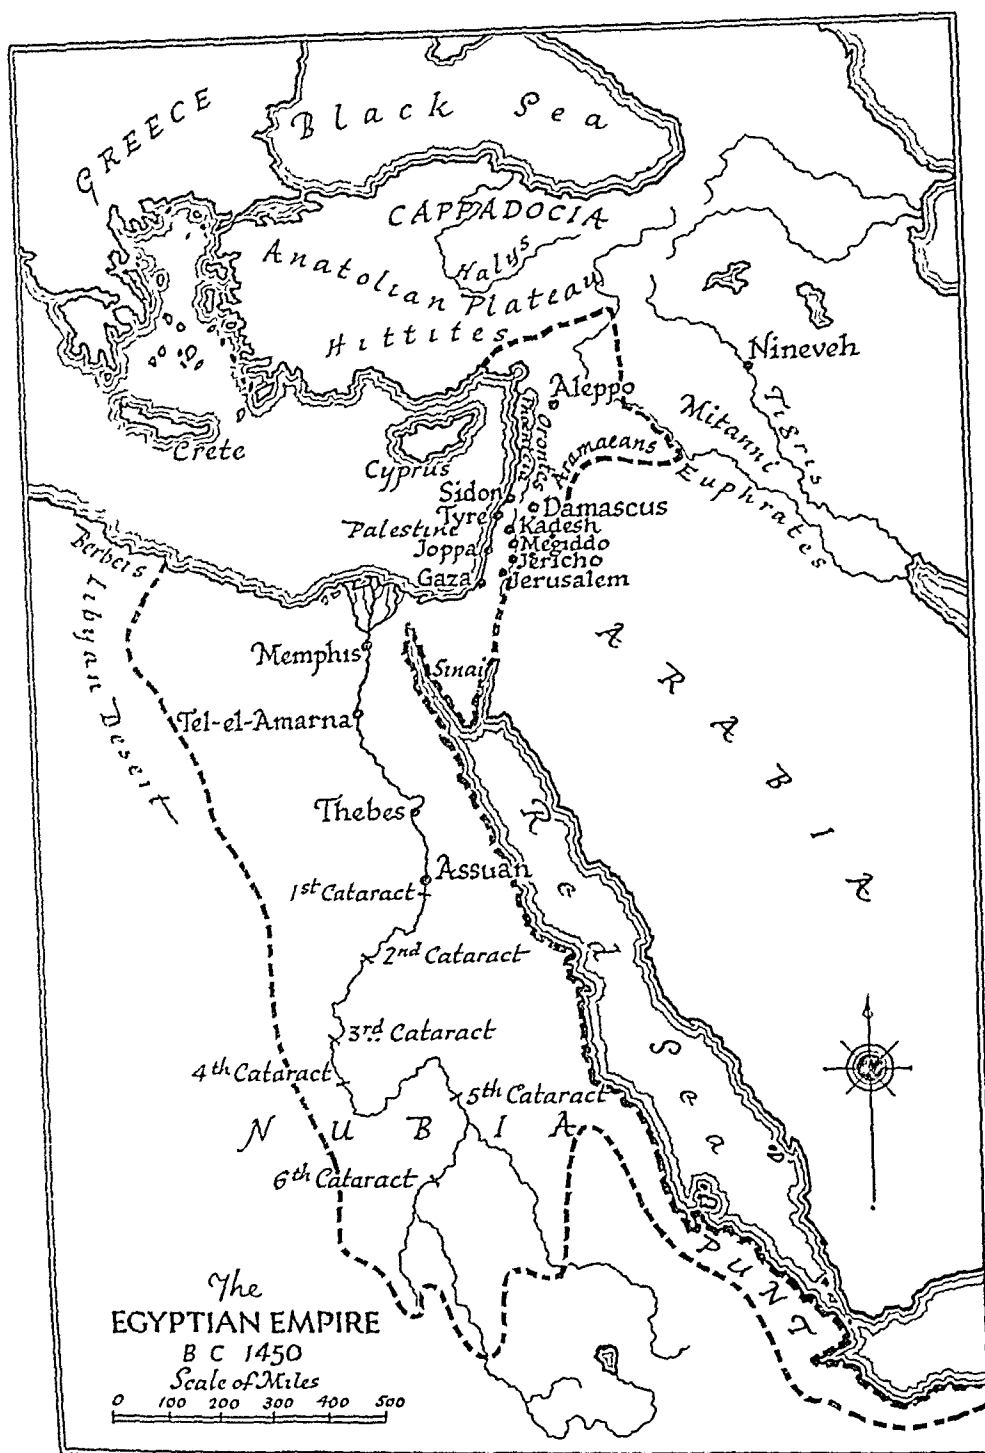 GREECE
Black Sea
CAPPADOCIA
Halys
Anatolian Plateau
Hittites
Nineveh
Aleppo
Tigris
Mitanni
Crete
Cyprus
Phœnicia
Orontes
Aramaeans
Euphrates
Sidon
Damascus
Tyre
Palestine
Kadesh
Joppa
Megiddo
Jericho
Gaza
Jerusalem
Berbers
Libyan Desert
Memphis
Sinai
ARABIA
Tel-el-Amarna
Thebes
Red Sea
Assuan
1st Cataract
2nd Cataract
3rd Cataract
4th Cataract
5th Cataract
NUBIA
N
6th Cataract
PUNT
The
EGYPTIAN EMPIRE
B C 1450
Scale of Miles
0 100 200 300 400 500